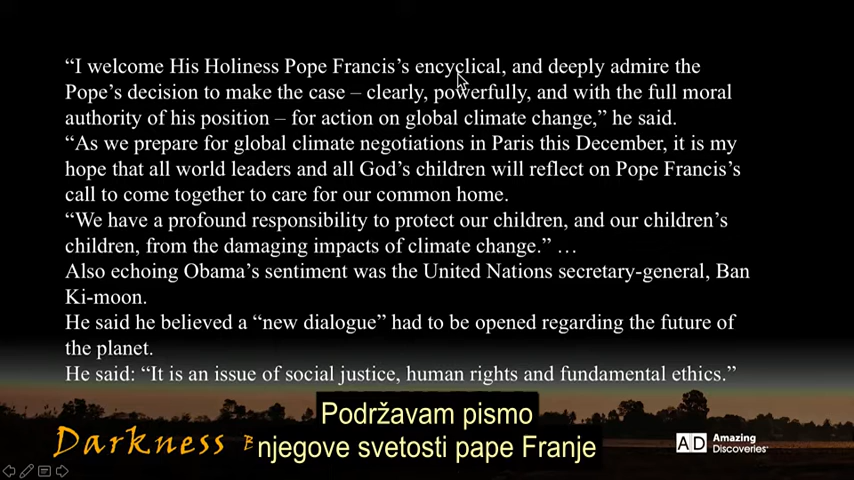 “I welcome His Holiness Pope Francis’s encyclical, and deeply admire the
Pope’s decision to make the case – clearly, powerfully, and with the full moral
authority of his position – for action on global climate change,” he said.
“As we prepare for global climate negotiations in Paris this December, it is my
hope that all world leaders and all God’s children will reflect on Pope Francis’s
call to come together to care for our common home.
“We have a profound responsibility to protect our children, and our children’s
children, from the damaging impacts of climate change.” …
Also echoing Obama’s sentiment was the United Nations secretary-general, Ban
Ki-moon.
He said he believed a “new dialogue” had to be opened regarding the future of
the planet.
He said: “It is an issue of social justice, human rights and fundamental ethics.”
Podržavam pismo
njegove svetosti pape Franje
Darkness
AD Amazing
Discoveries